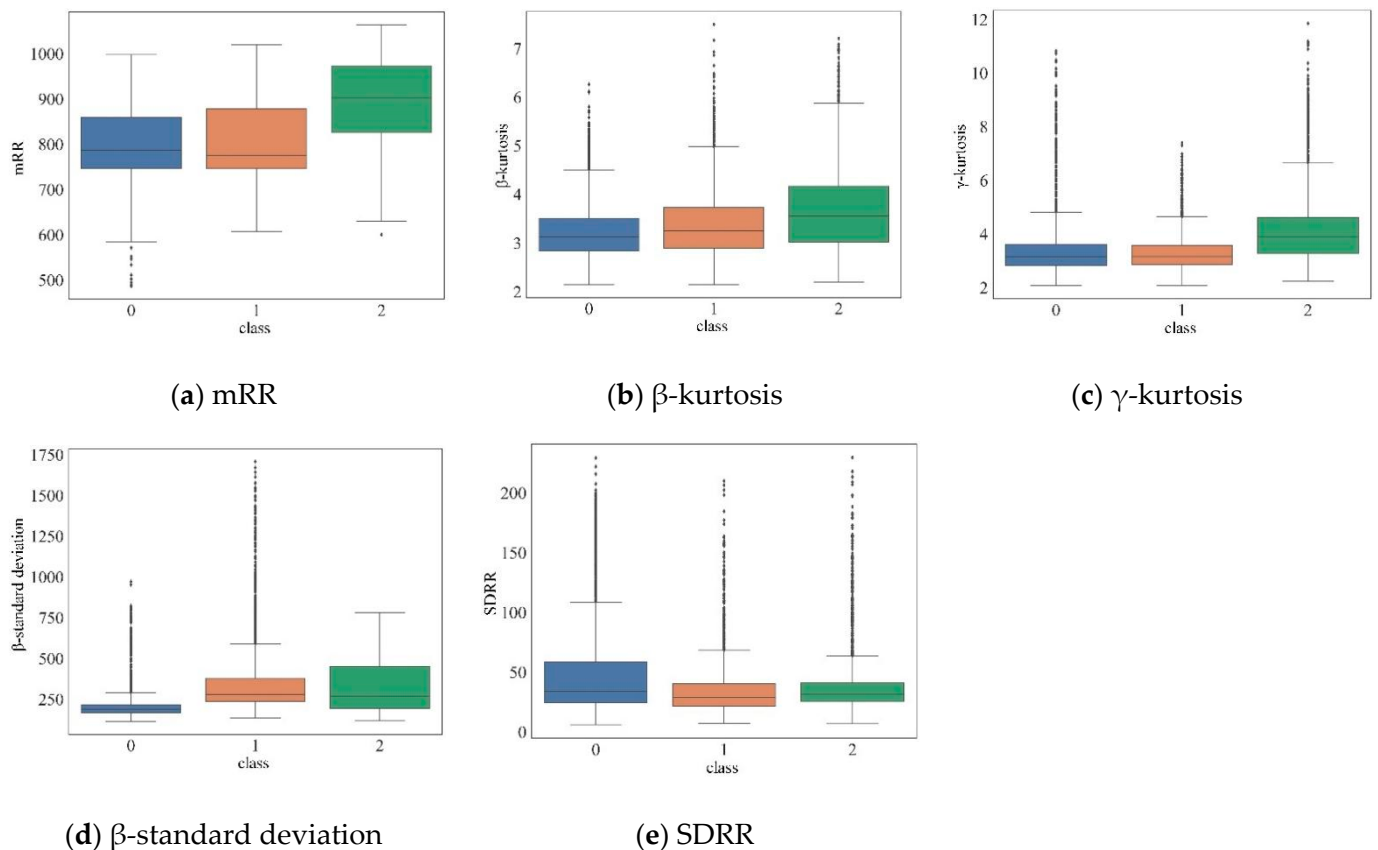 1000
900
800
700
600
500
mRR
0 1 2
class
(a) mRR
7
6
5
4
3
2
β-kurtosis
0 1 2
class
(b) β-kurtosis
12
10
8
6
4
2
γ-kurtosis
0 1 2
class
(c) γ-kurtosis
1750
1500
1250
1000
750
500
250
β-standard deviation
0 1 2
class
(d) β-standard deviation
200
150
100
50
0
SDRR
0 1 2
class
(e) SDRR